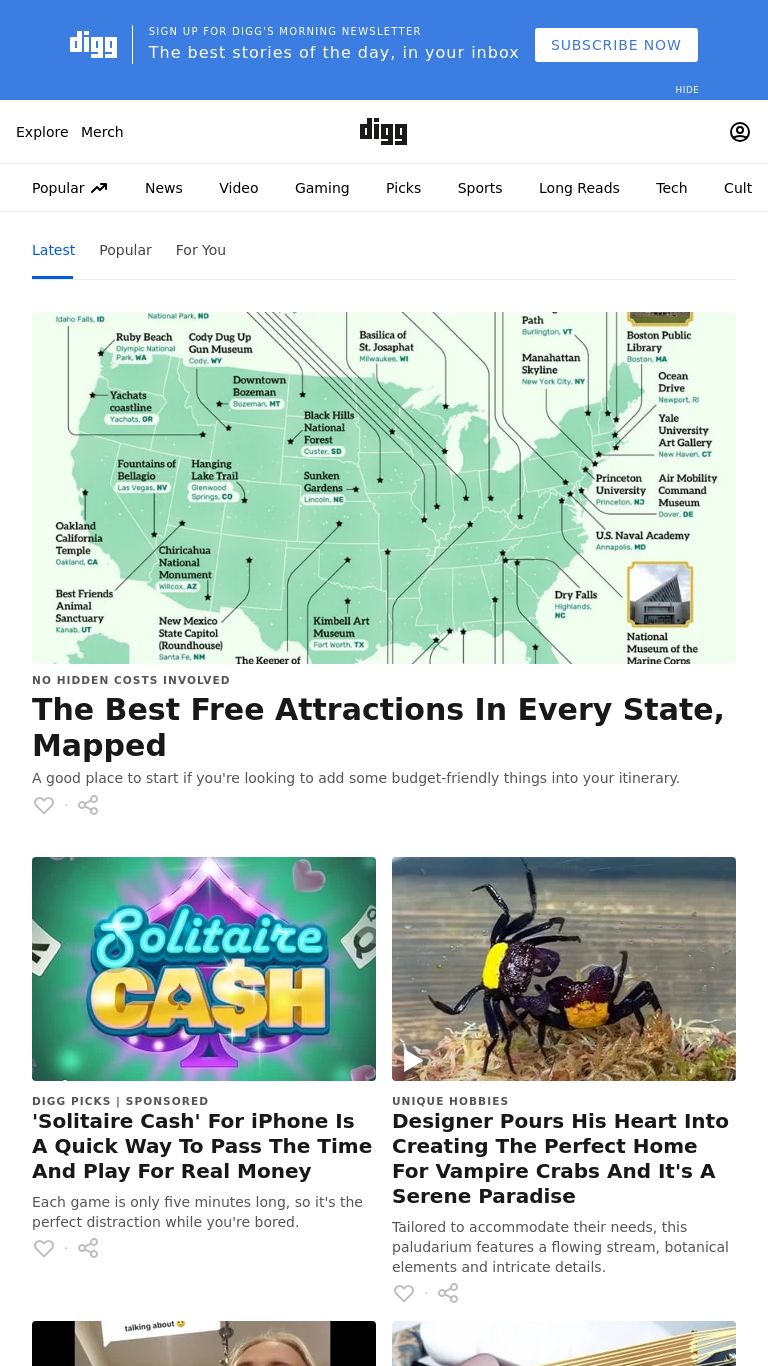 digg
SIGN UP FOR DIGG'S MORNING NEWSLETTER
The best stories of the day, in your inbox
SUBSCRIBE NOW
HIDE
Explore Merch
digg
Popular News Video Gaming Picks Sports Long Reads Tech Cult
Latest Popular For You
Idaho Falls, ID
National Park, ND
Path
Burlington, VT
Ruby Beach
Olympic National
Park, WA
Cody Dug Up
Gun Museum
Cody, WY
Basilica of
St. Josaphat
Milwaukee, WI
Boston Public
Library
Boston, MA
Manahattan
Skyline
New York City, NY
Ocean
Drive
Newport, RI
Downtown
Bozeman
Bozeman, MT
Yachats
coastline
Yachats, OR
Black Hills
National
Forest
Custer, SD
Yale
University
Art Gallery
New Haven, CT
Fountains of
Bellagio
Las Vegas, NV
Hanging
Lake Trail
Glenwood
Springs, CO
Sunken
Gardens
Lincoln, NE
Princeton
University
Princeton, NJ
Air Mobility
Command
Museum
Dover, DE
Oakland
California
Temple
Oakland, CA
U.S. Naval Academy
Annapolis, MD
Chiricahua
National
Monument
Willcox, AZ
Best Friends
Animal
Sanctuary
Kanab, UT
Dry Falls
Highlands,
NC
New Mexico
State Capitol
(Roundhouse)
Santa Fe, NM
Kimbell Art
Museum
Fort Worth, TX
National
Museum of the
Marine Corps
The Keeper of
NO HIDDEN COSTS INVOLVED
The Best Free Attractions In Every State,
Mapped
A good place to start if you're looking to add some budget-friendly things into your itinerary.
Solitaire
CA$H
DIGG PICKS | SPONSORED
'Solitaire Cash' For iPhone Is
A Quick Way To Pass The Time
And Play For Real Money
Each game is only five minutes long, so it's the
perfect distraction while you're bored.
UNIQUE HOBBIES
Designer Pours His Heart Into
Creating The Perfect Home
For Vampire Crabs And It's A
Serene Paradise
Tailored to accommodate their needs, this
paludarium features a flowing stream, botanical
elements and intricate details.
talking about